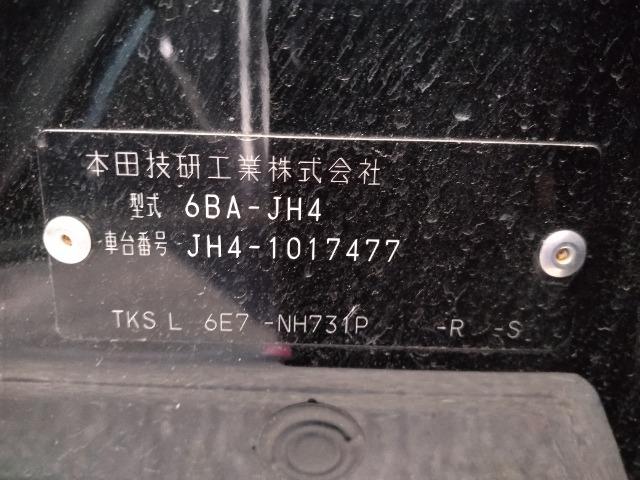 本田技研工業株式会社
型式 6BA-JH4
車台番号 JH4-1017477
TKS L 6E7 -NH731P -R -S